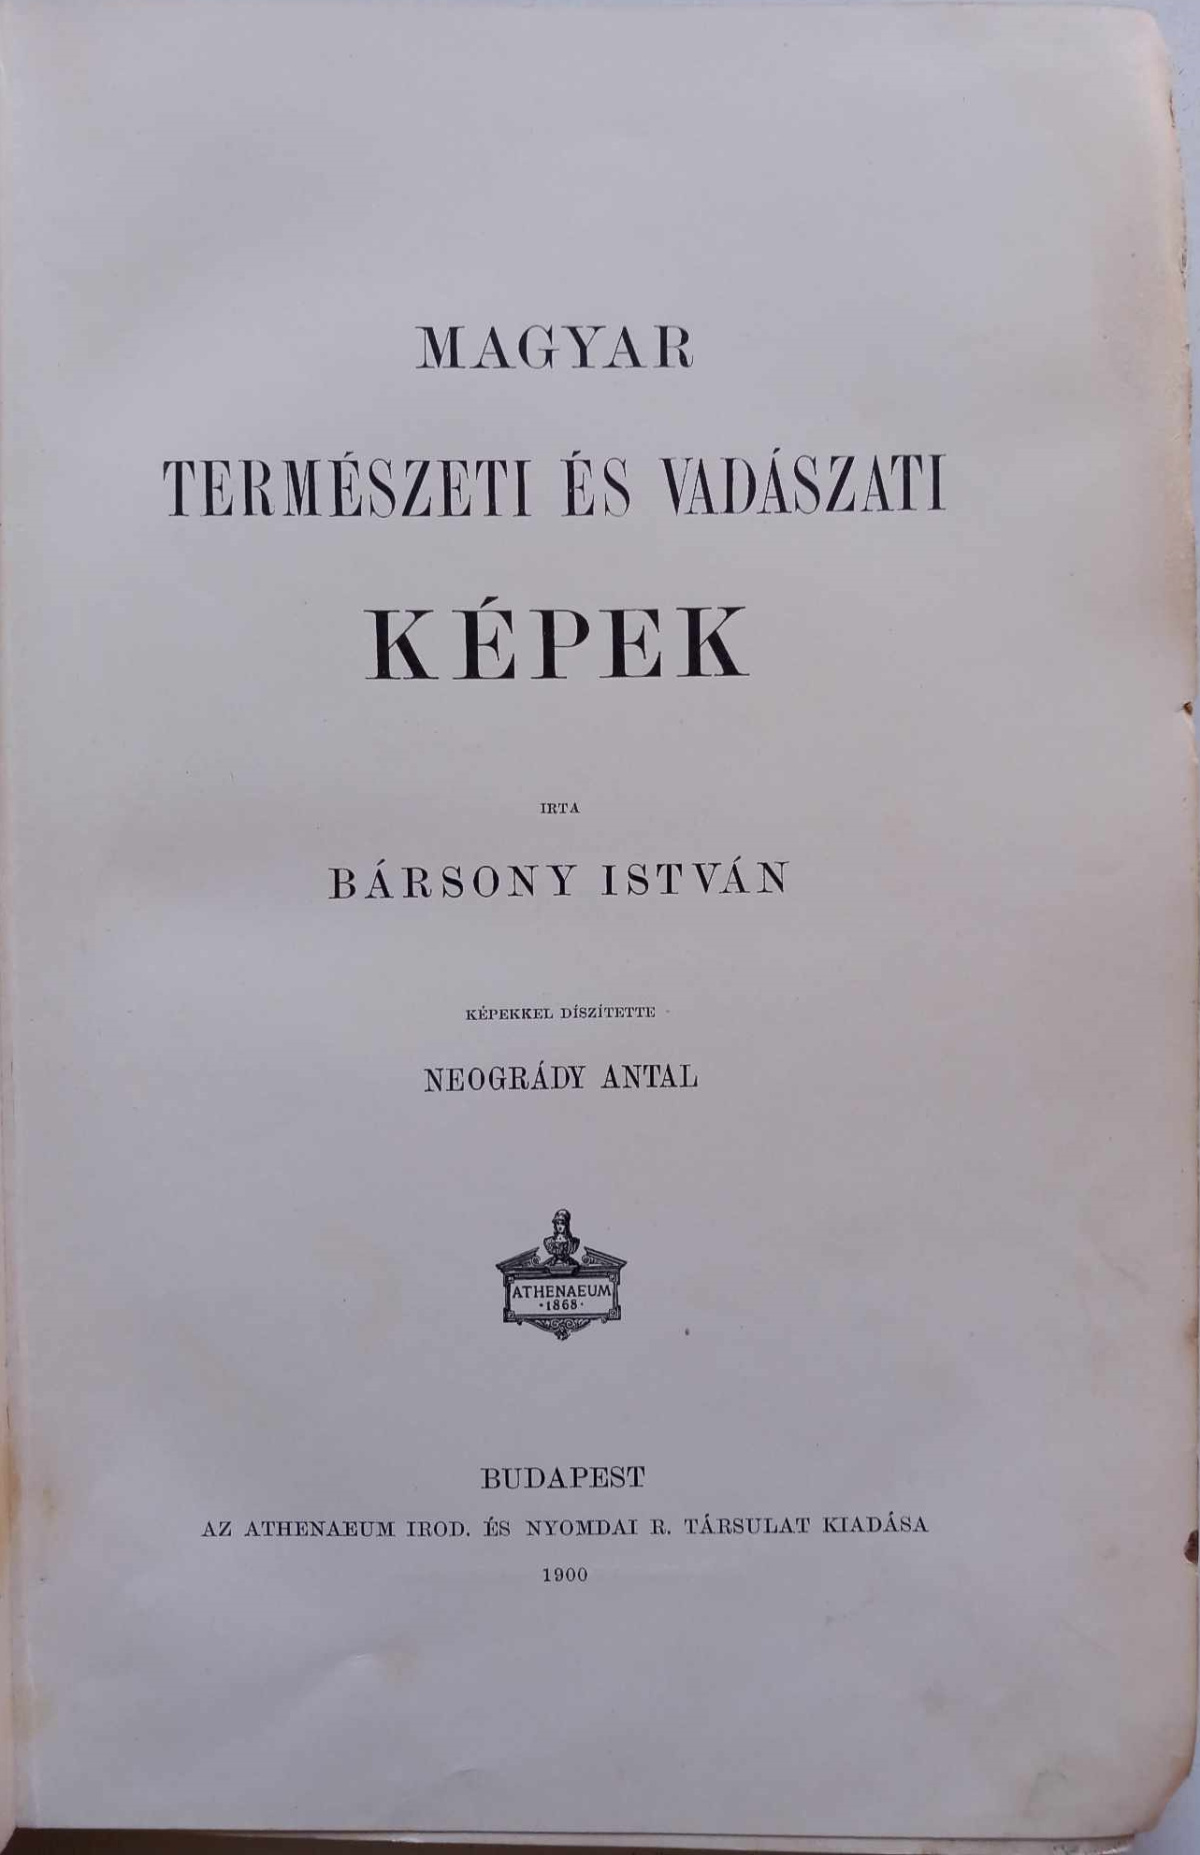 MAGYAR
TERMÉSZETI ÉS VADÁSZATI
KÉPEK
IRTA
BÁRSONY ISTVÁN
KÉPEKKEL DÍSZÍTETTE
NEOGRÁDY ANTAL
ATHENAEUM
·1868·
BUDAPEST
AZ ATHENAEUM IROD. ÉS NYOMDAI R. TÁRSULAT KIADÁSA
1900